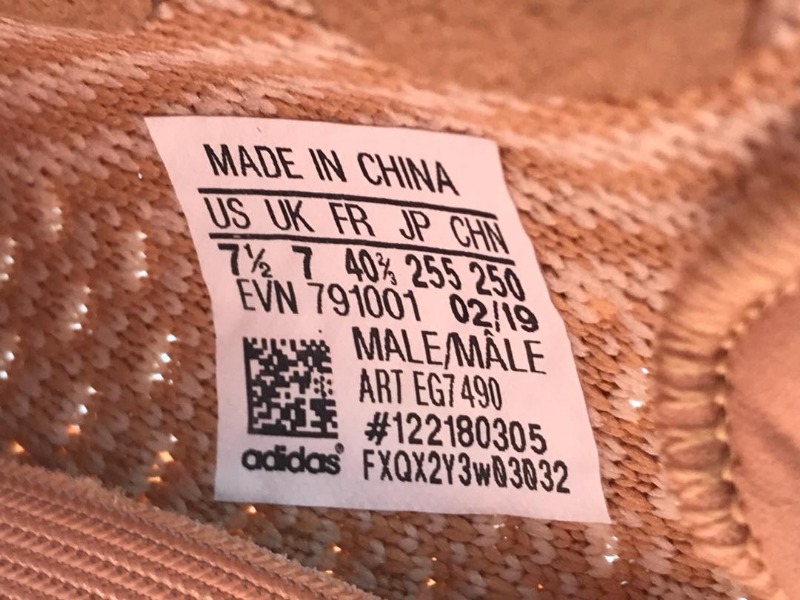 MADE IN CHINA
US UK FR JP CHN
7½ 7 40⅔ 255 250
EVN 791001 02/19
MALE/MÂLE
ART EG7490
#122180305
adidas® FXQX2Y3w03032